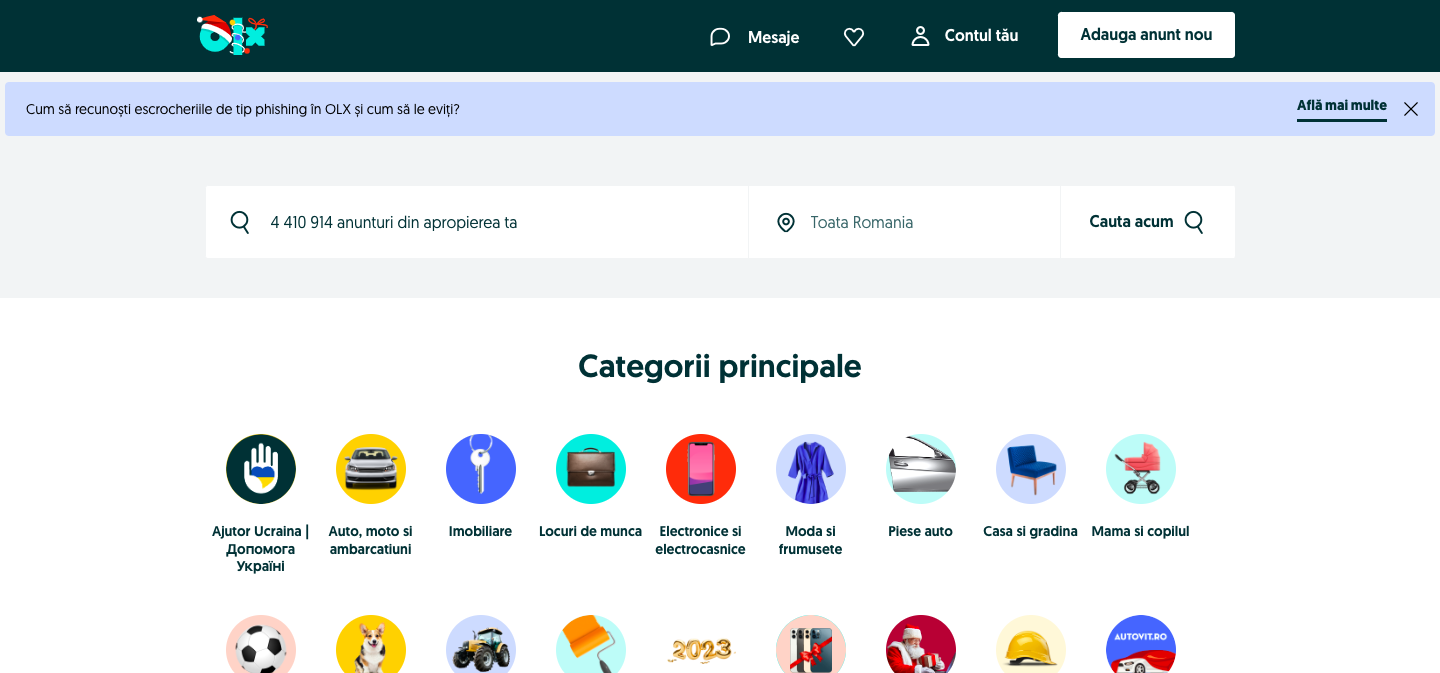 olx
Mesaje
Contul tău
Adauga anunt nou
Cum să recunoști escrocheriile de tip phishing în OLX și cum să le eviți?
Află mai multe
4 410 914 anunturi din apropierea ta
Toata Romania
Cauta acum
Categorii principale
Ajutor Ucraina |
Допомога
Україні
Auto, moto si
ambarcatiuni
Imobiliare
Locuri de munca
Electronice si
electrocasnice
Moda si
frumusete
Piese auto
Casa si gradina
Mama si copilul
2023
AUTOVIT.RO